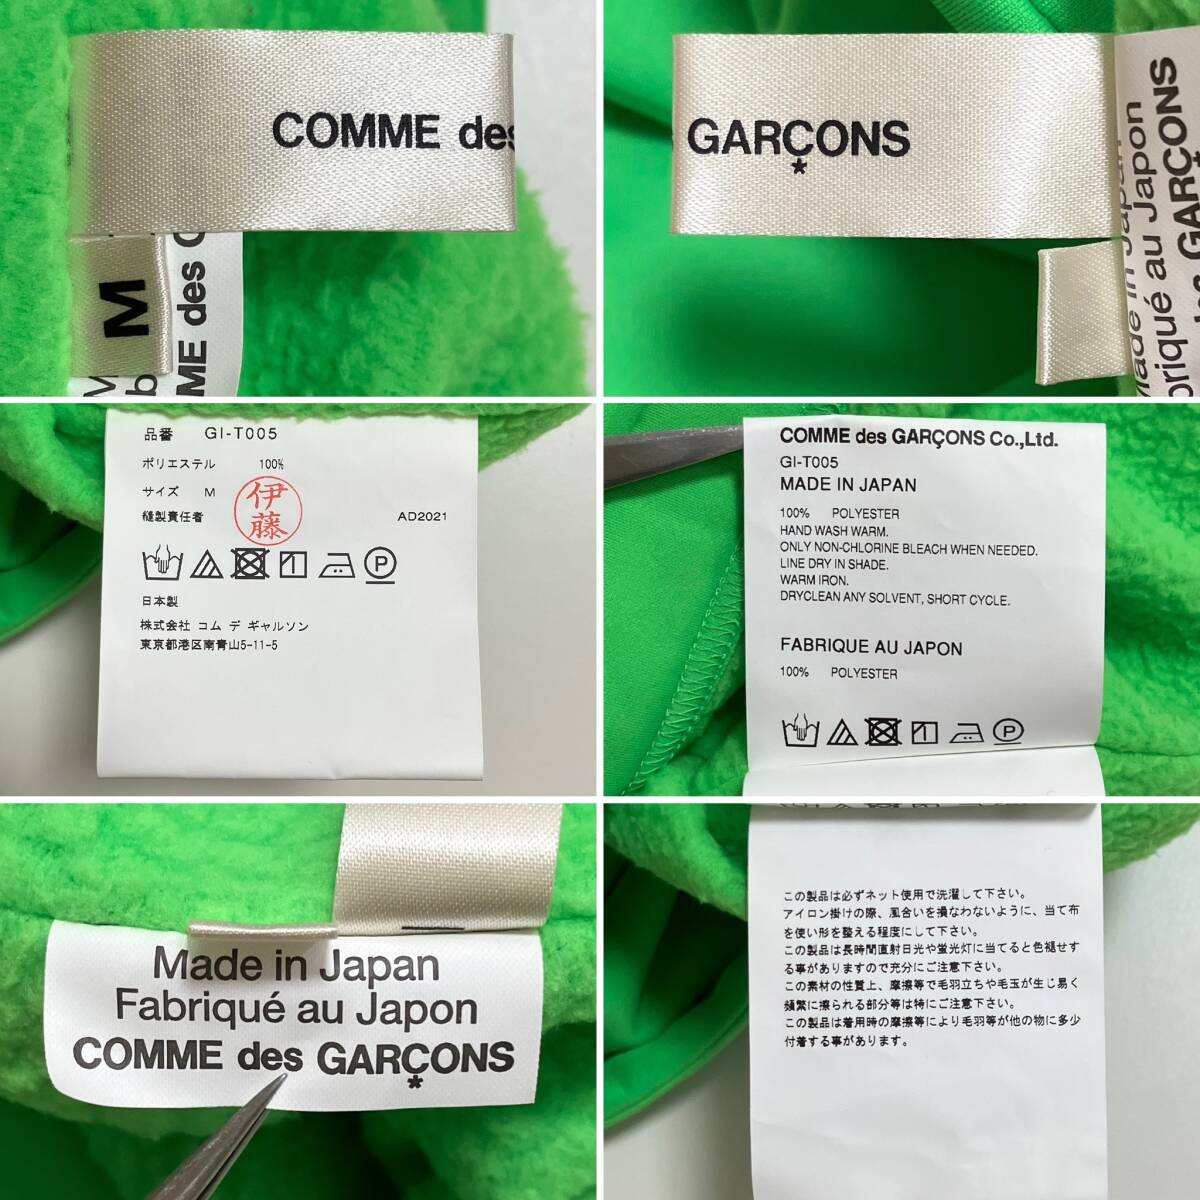 COMME des
M
ME des
GARÇONS
*
Made in Japan
briqué au Japon
GARÇONS
品番 GI-T005
ポリエステル 100%
サイズ M
縫製責任者 伊藤 AD2021
P
日本製
株式会社 コム デ ギャルソン
東京都港区南青山5-11-5
COMME des GARÇONS Co.,Ltd.
GI-T005
MADE IN JAPAN
100% POLYESTER
HAND WASH WARM.
ONLY NON-CHLORINE BLEACH WHEN NEEDED.
LINE DRY IN SHADE.
WARM IRON.
DRYCLEAN ANY SOLVENT, SHORT CYCLE.
FABRIQUE AU JAPON
100% POLYESTER
1 P
Made in Japan
Fabriqué au Japon
COMME des GARÇONS
*
この製品は必ずネット使用で洗濯して下さい。
アイロン掛けの際、風合いを損なわないように、当て布
を使い形を整える程度にして下さい。
この製品は長時間直射日光や蛍光灯に当てると色褪せす
る事がありますので充分にご注意下さい。
この素材の性質上、摩擦等で毛羽立ちや毛玉が生じ易く
頻繁に擦られる部分等は特にご注意下さい。
この製品は着用時の摩擦等により毛羽等が他の物に多少
付着する事があります。